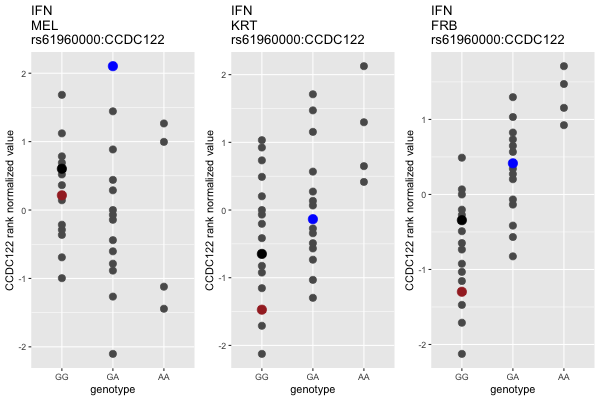 IFN
MEL
rs61960000:CCDC122
CCDC122 rank normalized value
2
1
0
-1
-2
GG
GA
AA
genotype
IFN
KRT
rs61960000:CCDC122
CCDC122 rank normalized value
2
1
0
-1
-2
GG
GA
AA
genotype
IFN
FRB
rs61960000:CCDC122
CCDC122 rank normalized value
1
0
-1
-2
GG
GA
AA
genotype